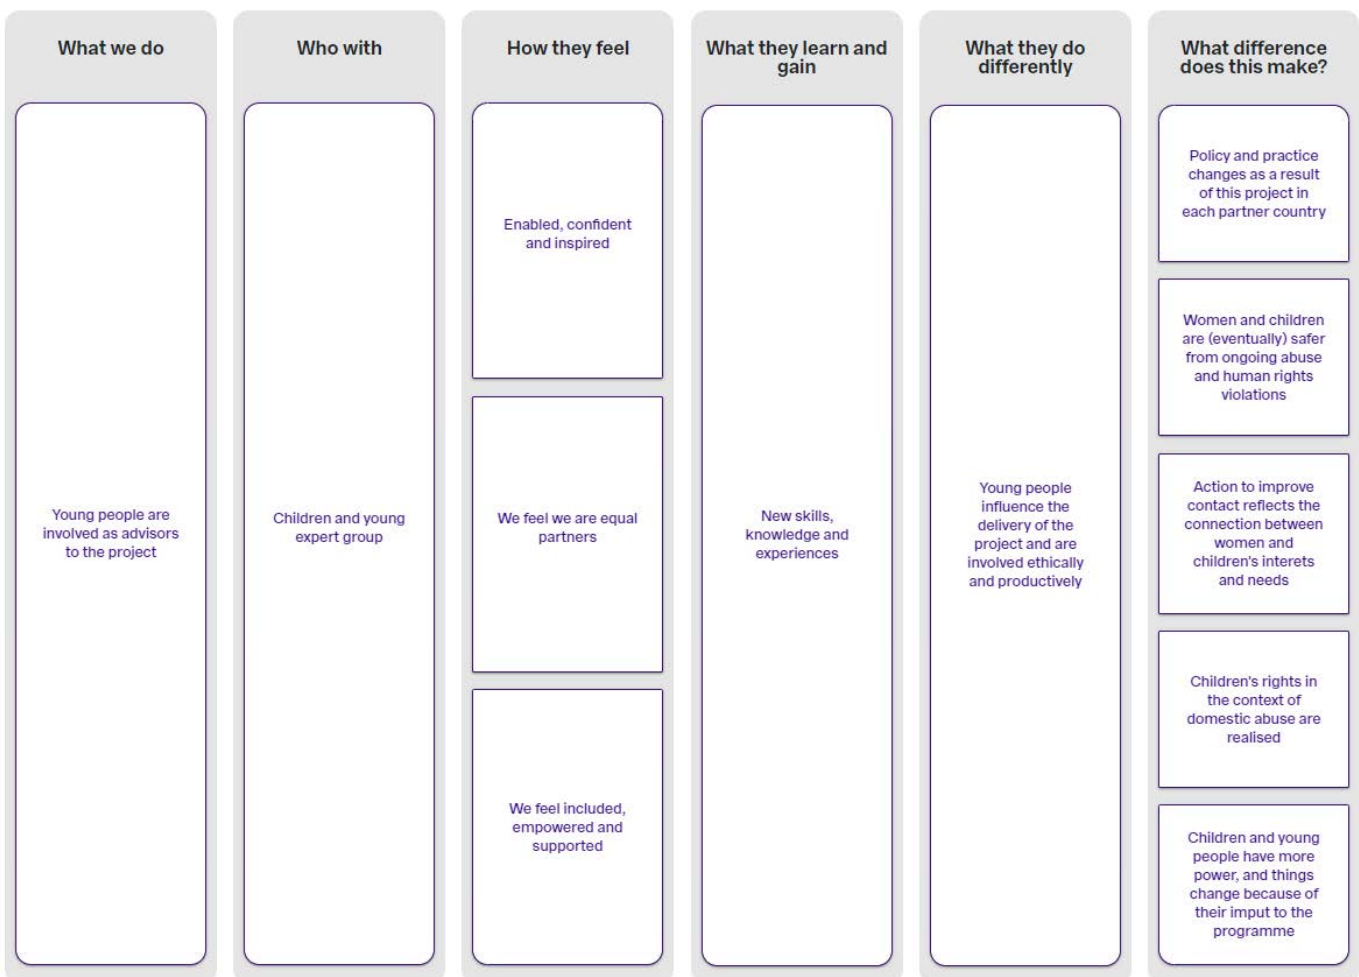 What we do
Who with
How they feel
What they learn and
gain
What they do
differently
What difference
does this make?
Young people are
involved as advisors
to the project
Children and young
expert group
Enabled, confident
and inspired
We feel we are equal
partners
We feel included,
empowered and
supported
New skills,
knowledge and
experiences
Young people
influence the
delivery of the
project and are
involved ethically
and productively
Policy and practice
changes as a result
of this project in
each partner country
Women and children
are (eventually) safer
from ongoing abuse
and human rights
violations
Action to improve
contact reflects the
connection between
women and
children's interets
and needs
Children's rights in
the context of
domestic abuse are
realised
Children and young
people have more
power, and things
change because of
their imput to the
programme